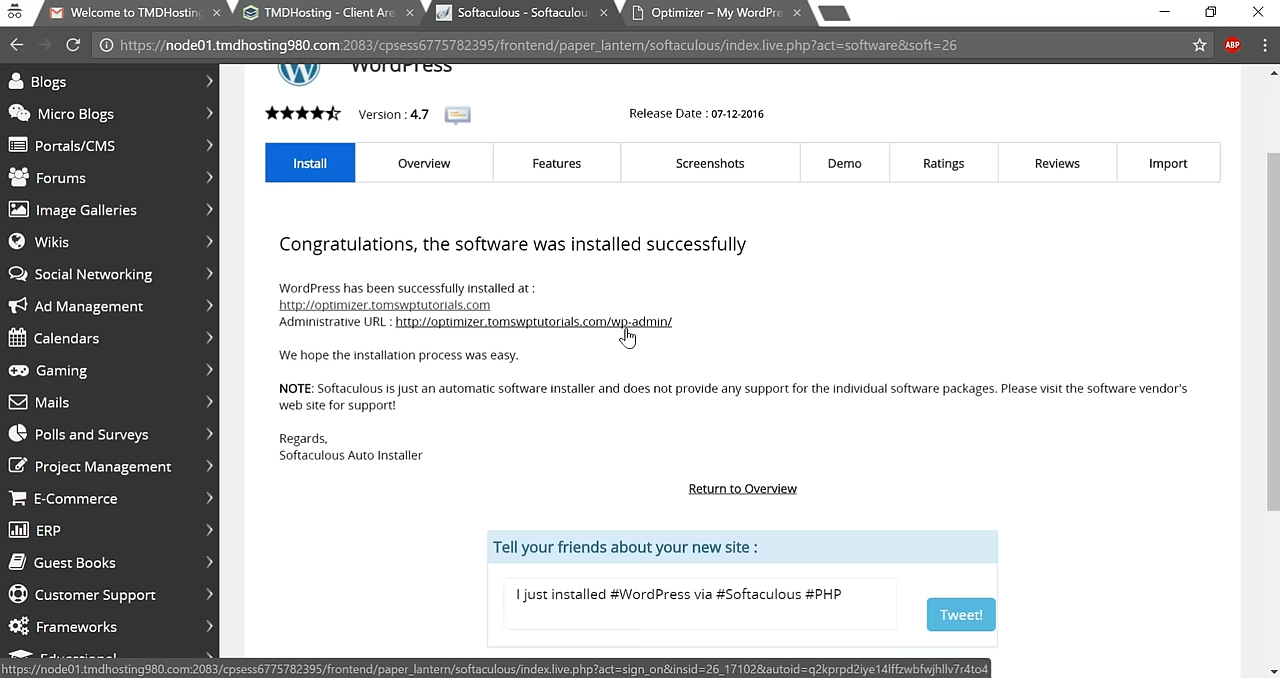 Welcome to TMDHosting
TMDHosting - Client Are
Softaculous - Softaculou
Optimizer – My WordPre
https://node01.tmdhosting980.com:2083/cpsess6775782395/frontend/paper_lantern/softaculous/index.live.php?act=software&soft=26
ABP
Blogs
Micro Blogs
Portals/CMS
Forums
Image Galleries
Wikis
Social Networking
Ad Management
Calendars
Gaming
Mails
Polls and Surveys
Project Management
E-Commerce
ERP
Guest Books
Customer Support
Frameworks
Educational
WordPress
Version : 4.7
Release Date : 07-12-2016
Install
Overview
Features
Screenshots
Demo
Ratings
Reviews
Import
Congratulations, the software was installed successfully
WordPress has been successfully installed at :
http://optimizer.tomswptutorials.com
Administrative URL : http://optimizer.tomswptutorials.com/wp-admin/
We hope the installation process was easy.
NOTE: Softaculous is just an automatic software installer and does not provide any support for the individual software packages. Please visit the software vendor's
web site for support!
Regards,
Softaculous Auto Installer
Return to Overview
Tell your friends about your new site :
I just installed #WordPress via #Softaculous #PHP
Tweet!
https://node01.tmdhosting980.com:2083/cpsess6775782395/frontend/paper_lantern/softaculous/index.live.php?act=sign_on&insid=26_17102&autoid=q2kprpd2iye14lffzwbfwjhllv7r4to4